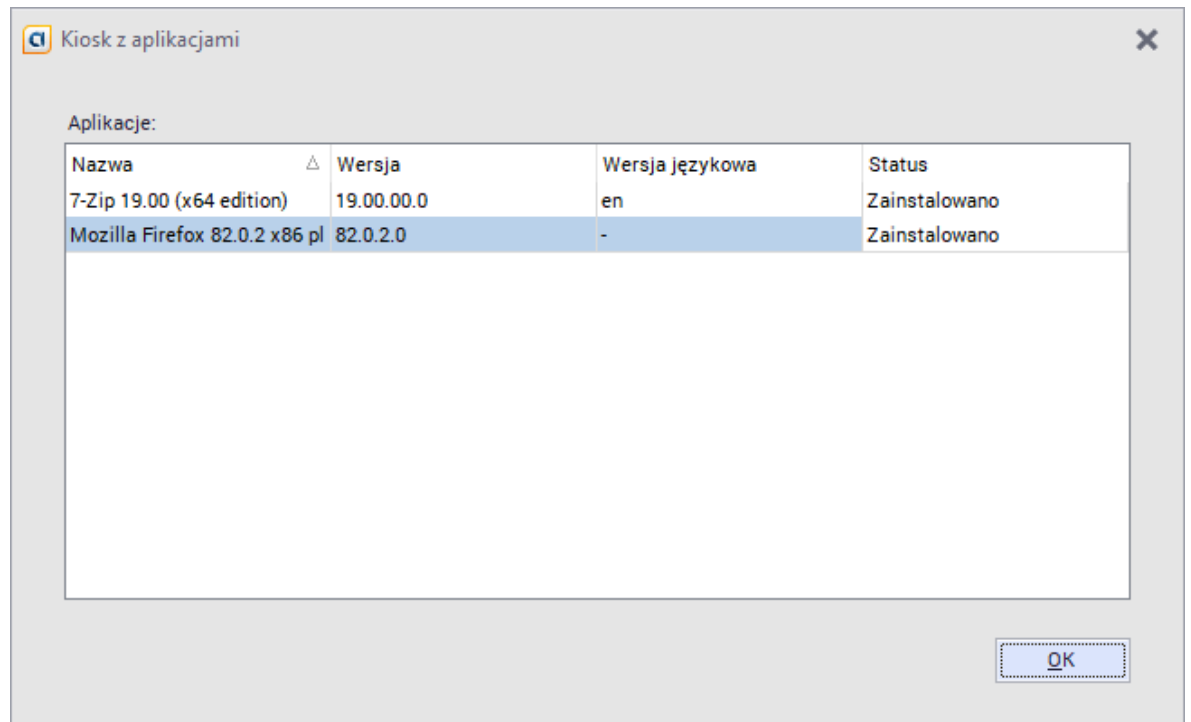 Kiosk z aplikacjami
Aplikacje:
Nazwa Wersja Wersja językowa Status
7-Zip 19.00 (x64 edition) 19.00.00.0 en Zainstalowano
Mozilla Firefox 82.0.2 x86 pl 82.0.2.0 - Zainstalowano
OK